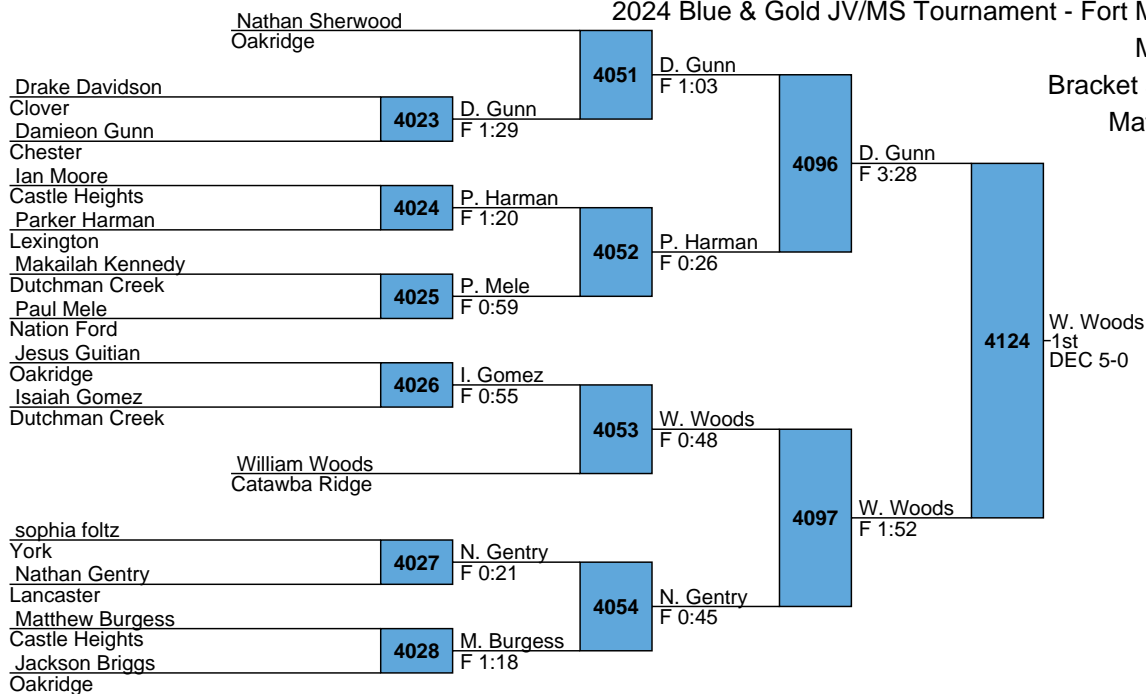 2024 Blue & Gold JV/MS Tournament - Fort M
M
Bracket
Ma
Nathan Sherwood
Oakridge
4051
D. Gunn
F 1:03
Drake Davidson
Clover
4023
D. Gunn
F 1:29
Damieon Gunn
Chester
4096
D. Gunn
F 3:28
Ian Moore
Castle Heights
4024
P. Harman
F 1:20
Parker Harman
Lexington
4052
P. Harman
F 0:26
Makailah Kennedy
Dutchman Creek
4025
P. Mele
F 0:59
Paul Mele
Nation Ford
4124
W. Woods
1st
DEC 5-0
Jesus Guitian
Oakridge
4026
I. Gomez
F 0:55
Isaiah Gomez
Dutchman Creek
4053
W. Woods
F 0:48
William Woods
Catawba Ridge
4097
W. Woods
F 1:52
sophia foltz
York
4027
N. Gentry
F 0:21
Nathan Gentry
Lancaster
4054
N. Gentry
F 0:45
Matthew Burgess
Castle Heights
4028
M. Burgess
F 1:18
Jackson Briggs
Oakridge